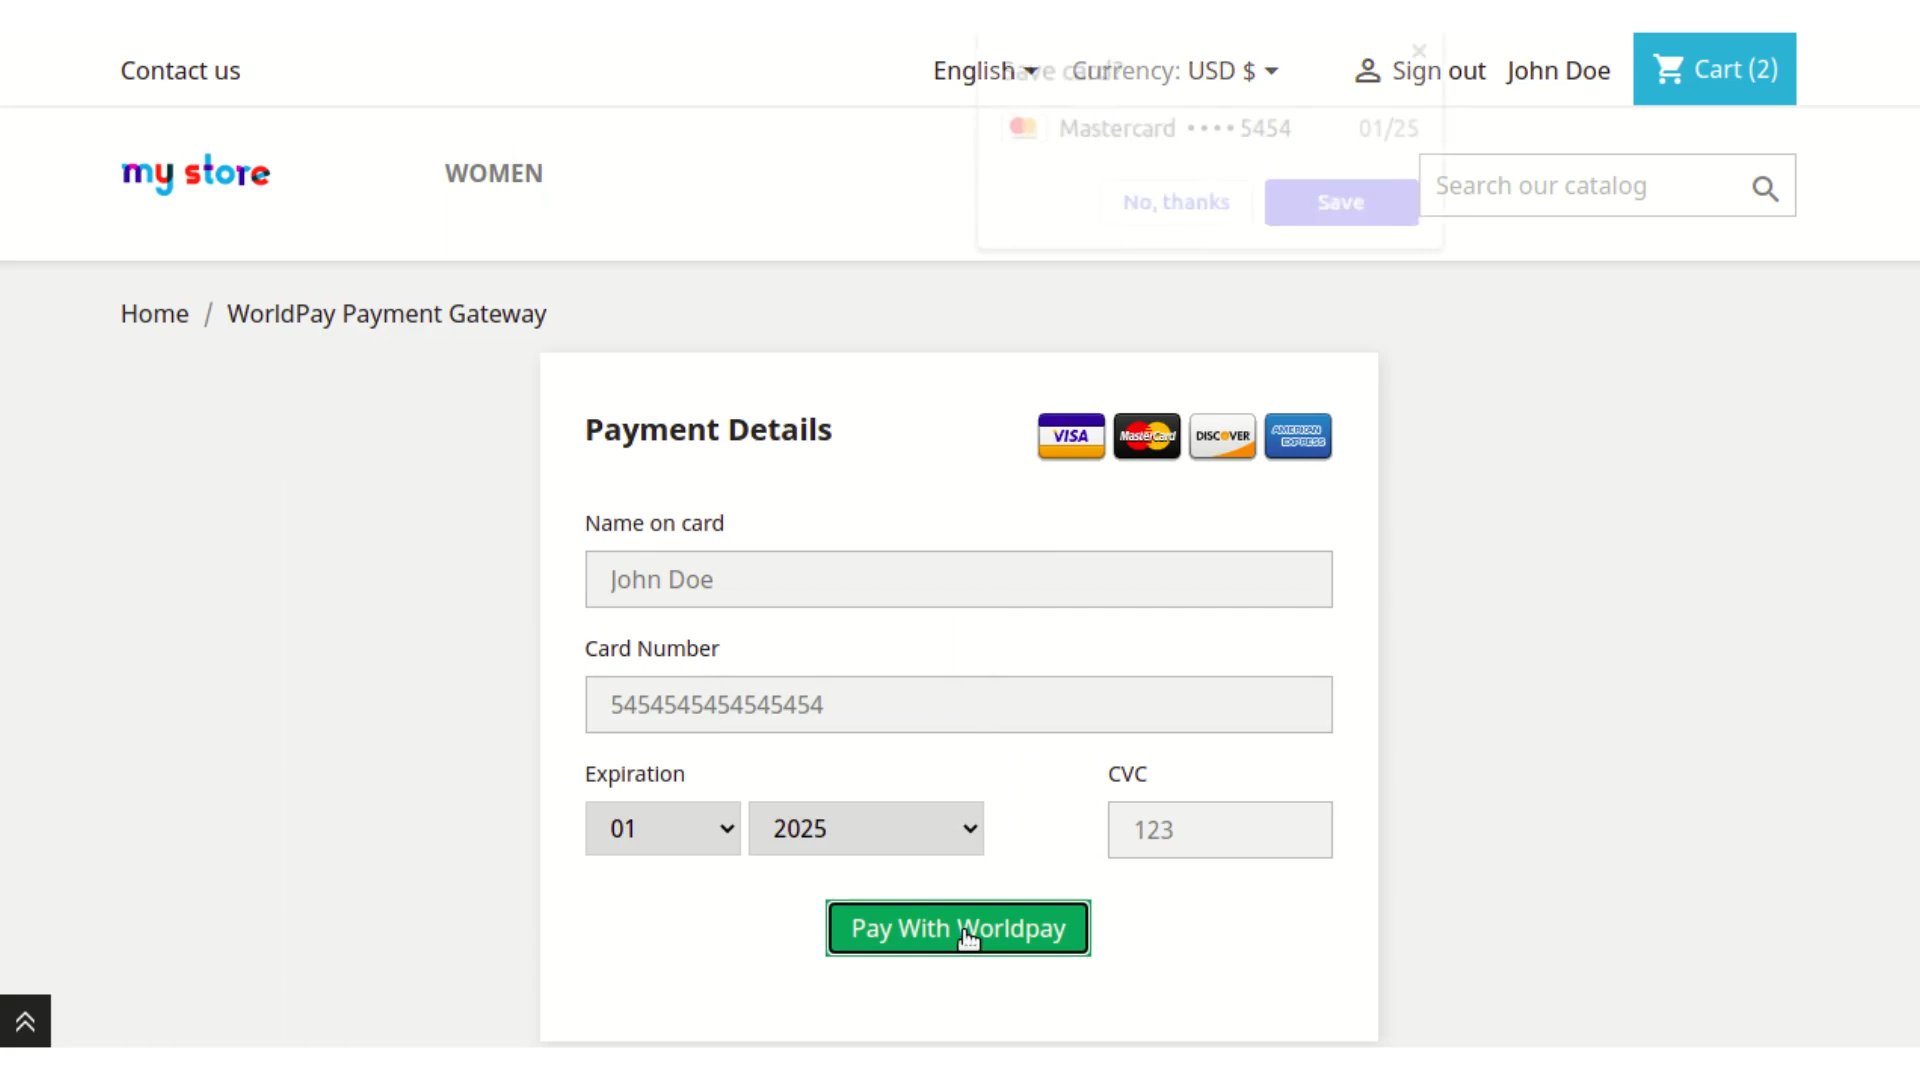 Contact us
English
Save card?
Currency: USD $
Sign out
John Doe
Cart (2)
Mastercard •••• 5454
01/25
my store
WOMEN
No, thanks
Save
Search our catalog
Home / WorldPay Payment Gateway
Payment Details
VISA
MasterCard
DISCOVER
AMERICAN EXPRESS
Name on card
John Doe
Card Number
5454545454545454
Expiration
CVC
01
2025
123
Pay With Worldpay